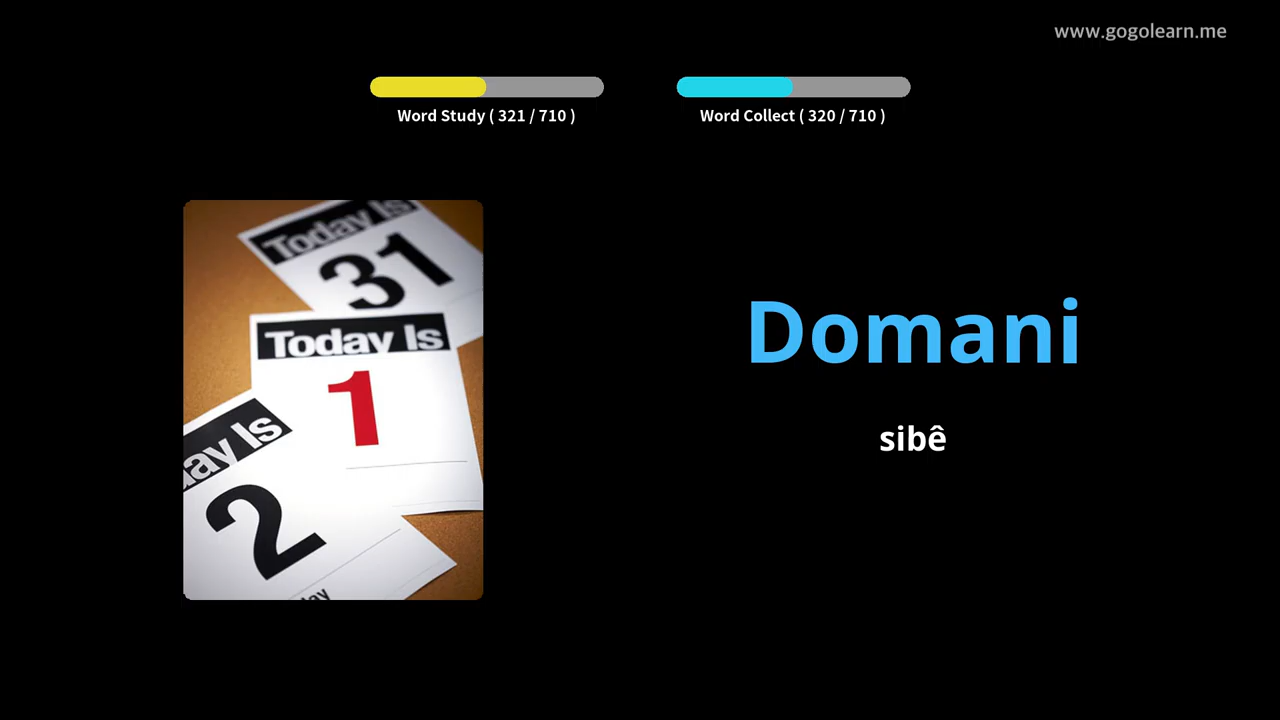 www.gogolearn.me
Word Study ( 321 / 710 )
Word Collect ( 320 / 710 )
Today Is
31
Today Is
1
ay Is
2
Domani
sibê